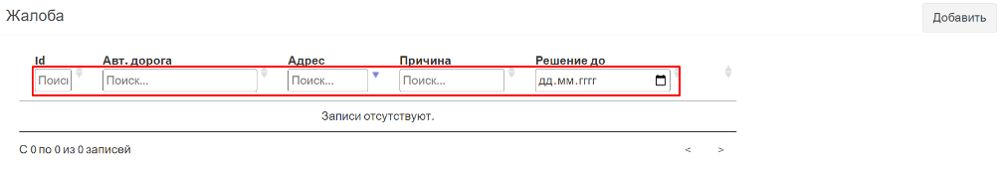 Жалоба
Добавить
Id Авт. дорога Адрес Причина Решение до
Поиск Поиск... Поиск... Поиск... дд.мм.гггг
Записи отсутствуют.
С 0 по 0 из 0 записей < >